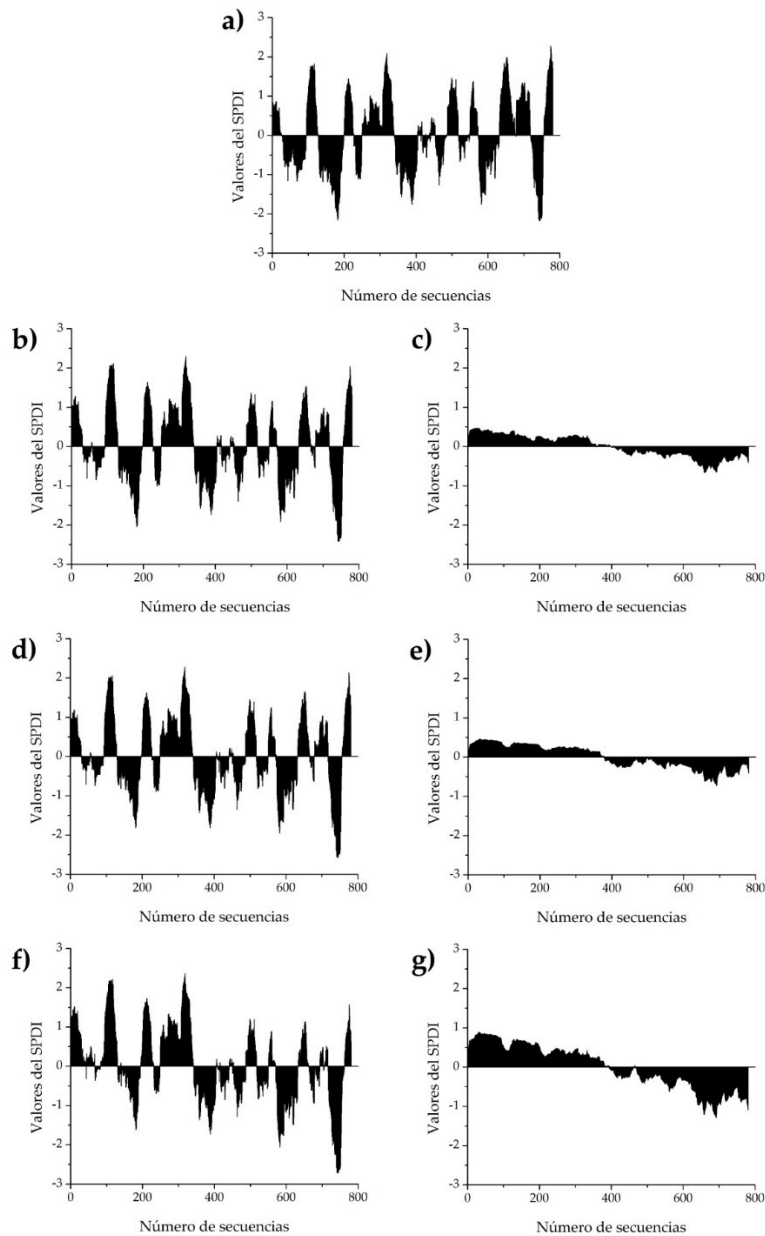 a)
3
2
1
0
-1
-2
-3
Valores del SPDI
0 200 400 600 800
Número de secuencias
b)
3
2
1
0
-1
-2
-3
Valores del SPDI
0 200 400 600 800
Número de secuencias
c)
3
2
1
0
-1
-2
-3
Valores del SPDI
0 200 400 600 800
Número de secuencias
d)
3
2
1
0
-1
-2
-3
Valores del SPDI
0 200 400 600 800
Número de secuencias
e)
3
2
1
0
-1
-2
-3
Valores del SPDI
0 200 400 600 800
Número de secuencias
f)
3
2
1
0
-1
-2
-3
Valores del SPDI
0 200 400 600 800
Número de secuencias
g)
3
2
1
0
-1
-2
-3
Valores del SPDI
0 200 400 600 800
Número de secuencias